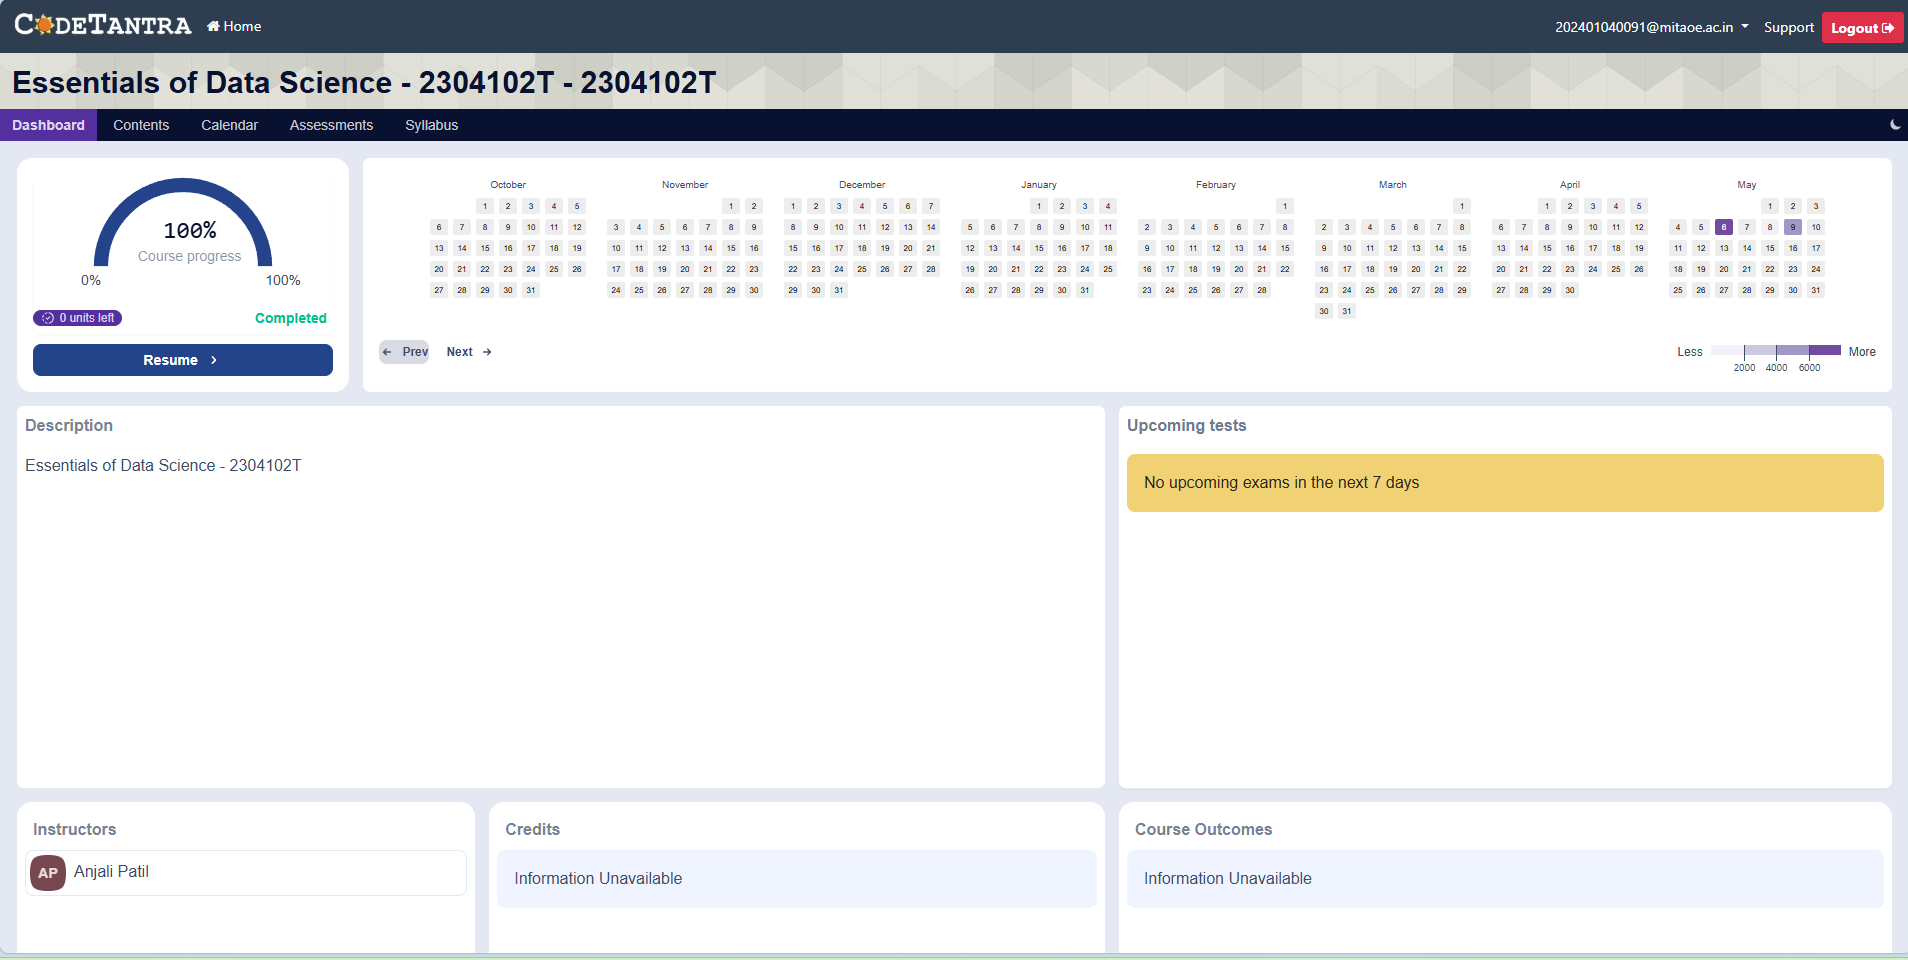 CODETANTRA Home 202401040091@mitaoe.ac.in Support Logout
Essentials of Data Science - 2304102T - 2304102T
Dashboard Contents Calendar Assessments Syllabus
100%
Course progress
0% 100%
0 units left Completed
Resume
October
1 2 3 4 5
6 7 8 9 10 11 12
13 14 15 16 17 18 19
20 21 22 23 24 25 26
27 28 29 30 31
November
1 2
3 4 5 6 7 8 9
10 11 12 13 14 15 16
17 18 19 20 21 22 23
24 25 26 27 28 29 30
December
1 2 3 4 5 6 7
8 9 10 11 12 13 14
15 16 17 18 19 20 21
22 23 24 25 26 27 28
29 30 31
January
1 2 3 4
5 6 7 8 9 10 11
12 13 14 15 16 17 18
19 20 21 22 23 24 25
26 27 28 29 30 31
February
1
2 3 4 5 6 7 8
9 10 11 12 13 14 15
16 17 18 19 20 21 22
23 24 25 26 27 28
March
1
2 3 4 5 6 7 8
9 10 11 12 13 14 15
16 17 18 19 20 21 22
23 24 25 26 27 28 29
30 31
April
1 2 3 4 5
6 7 8 9 10 11 12
13 14 15 16 17 18 19
20 21 22 23 24 25 26
27 28 29 30
May
1 2 3
4 5 6 7 8 9 10
11 12 13 14 15 16 17
18 19 20 21 22 23 24
25 26 27 28 29 30 31
Prev Next
Less More
2000 4000 6000
Description
Essentials of Data Science - 2304102T
Upcoming tests
No upcoming exams in the next 7 days
Instructors
AP Anjali Patil
Credits
Information Unavailable
Course Outcomes
Information Unavailable